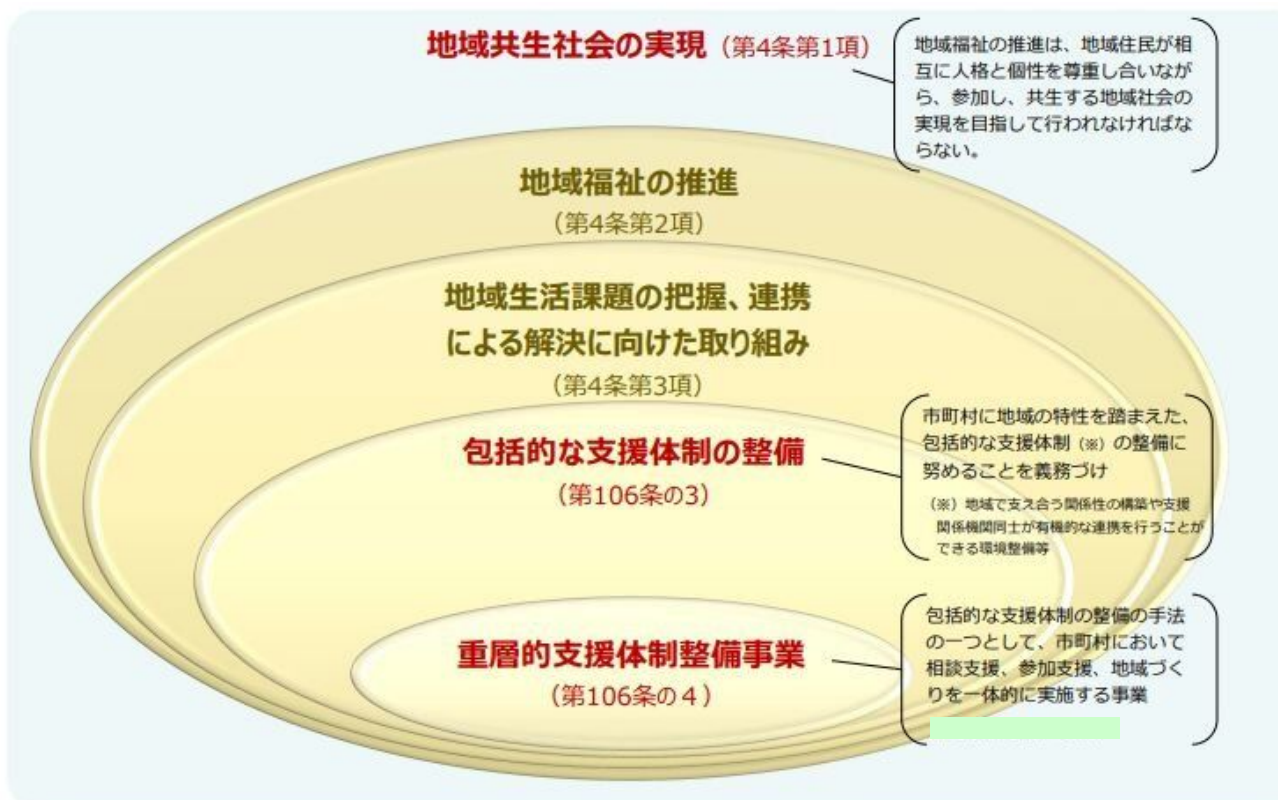 地域共生社会の実現（第4条第1項）
地域福祉の推進は、地域住民が相
互に人格と個性を尊重し合いなが
ら、参加し、共生する地域社会の
実現を目指して行われなければな
らない。
地域福祉の推進
（第4条第2項）
地域生活課題の把握、連携
による解決に向けた取り組み
（第4条第3項）
包括的な支援体制の整備
（第106条の3）
市町村に地域の特性を踏まえた、
包括的な支援体制（※）の整備に
努めることを義務づけ
（※）地域で支え合う関係性の構築や支援
関係機関同士が有機的な連携を行うことが
できる環境整備等
重層的支援体制整備事業
（第106条の４）
包括的な支援体制の整備の手法
の一つとして、市町村において
相談支援、参加支援、地域づく
りを一体的に実施する事業